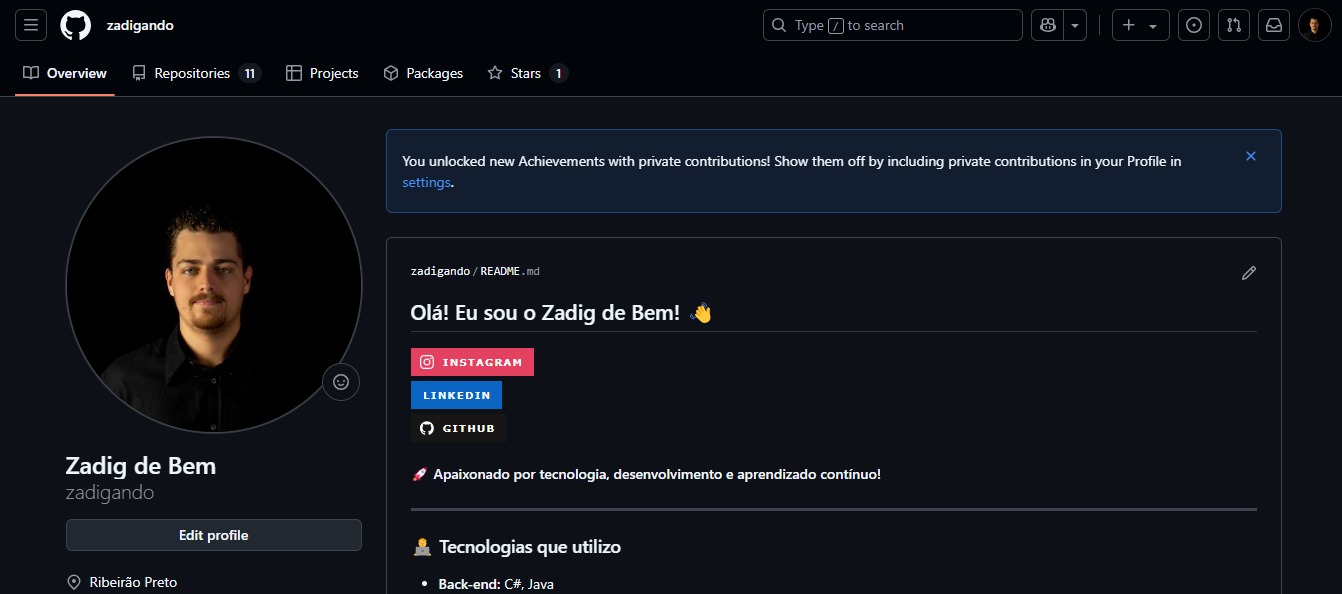 zadigando
Type / to search
Overview
Repositories 11
Projects
Packages
Stars 1
You unlocked new Achievements with private contributions! Show them off by including private contributions in your Profile in
settings.
zadigando/README.md
Olá! Eu sou o Zadig de Bem! 👋
INSTAGRAM
LINKEDIN
GITHUB
🚀 Apaixonado por tecnologia, desenvolvimento e aprendizado contínuo!
Zadig de Bem
zadigando
Edit profile
Ribeirão Preto
🧑‍💻 Tecnologias que utilizo
• Back-end: C#, Java